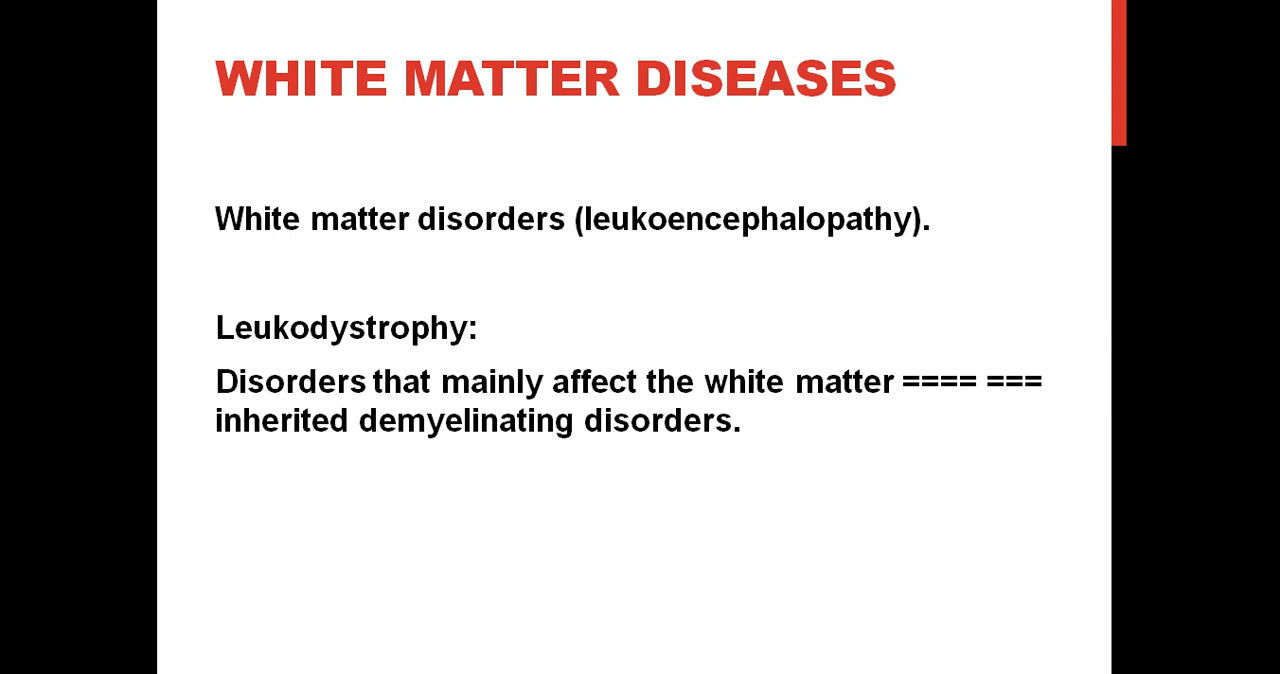 WHITE MATTER DISEASES
White matter disorders (leukoencephalopathy).
Leukodystrophy:
Disorders that mainly affect the white matter ==== ===
inherited demyelinating disorders.